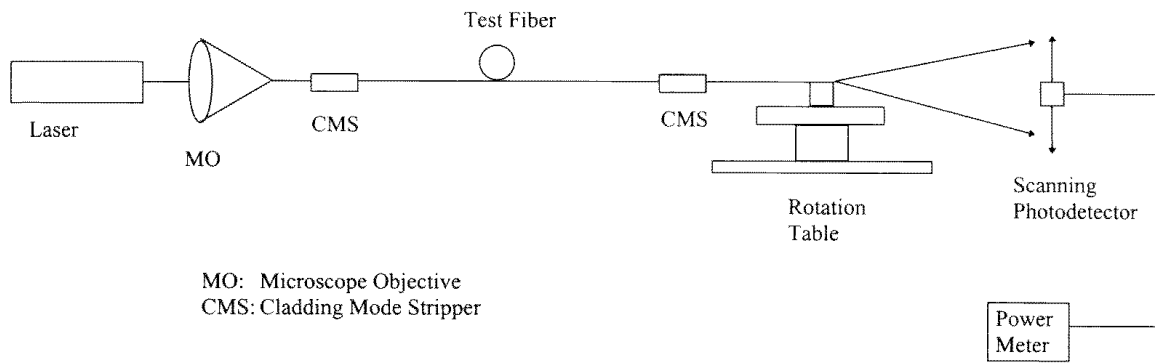 Test Fiber
Laser
MO
CMS
CMS
Rotation
Table
Scanning
Photodetector
MO: Microscope Objective
CMS: Cladding Mode Stripper
Power
Meter